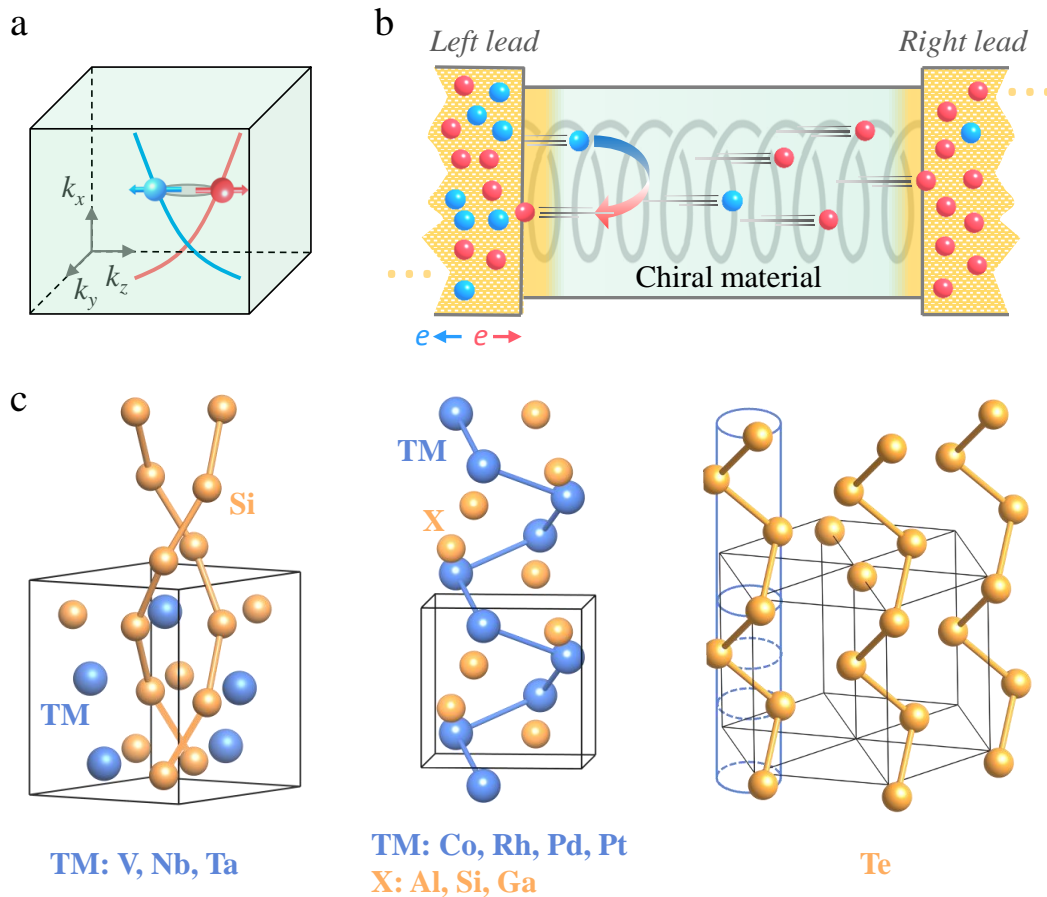 a
k_x
k_y
k_z
b
Left lead
Right lead
Chiral material
e
e
c
Si
TM
TM: V, Nb, Ta
TM
X
TM: Co, Rh, Pd, Pt
X: Al, Si, Ga
Te